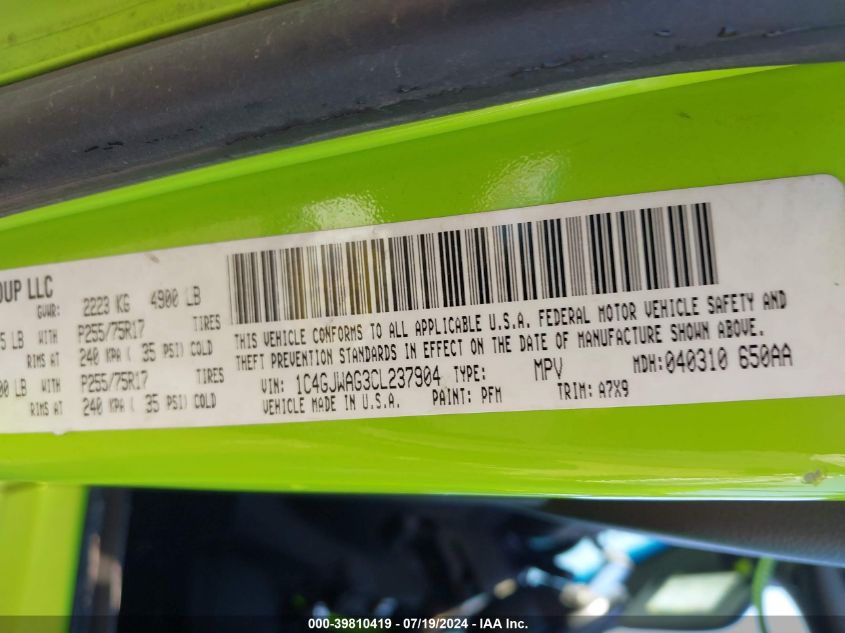 OUP LLC
GVWR: 2223 KG 4900 LB
5 LB WITH P255/75R17 TIRES
RIMS AT 240 KPA ( 35 PSI) COLD
00 LB WITH P255/75R17 TIRES
RIMS AT 240 KPA ( 35 PSI) COLD
THIS VEHICLE CONFORMS TO ALL APPLICABLE U.S.A. FEDERAL MOTOR VEHICLE SAFETY AND
THEFT PREVENTION STANDARDS IN EFFECT ON THE DATE OF MANUFACTURE SHOWN ABOVE.
VIN: 1C4GJWAG3CL237904 TYPE: MPV MDH:040310 650AA
VEHICLE MADE IN U.S.A. PAINT: PFM TRIM: A7X9
000-39810419 - 07/19/2024 - IAA Inc.